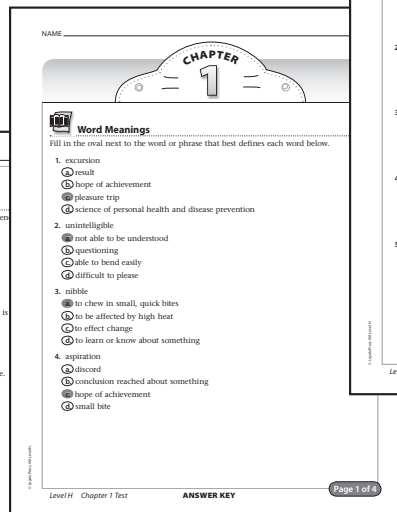 NAME
CHAPTER
1
Word Meanings
Fill in the oval next to the word or phrase that best defines each word below.
1. excursion
a. result
b. hope of achievement
c. pleasure trip
d. science of personal health and disease prevention
2. unintelligible
a. not able to be understood
b. questioning
c. able to bend easily
d. difficult to please
3. nibble
a. to chew in small, quick bites
b. to be affected by high heat
c. to effect change
d. to learn or know about something
4. aspiration
a. discord
b. conclusion reached about something
c. hope of achievement
d. small bite
Page 1 of 4
Level H Chapter 1 Test ANSWER KEY
is
e.
Le